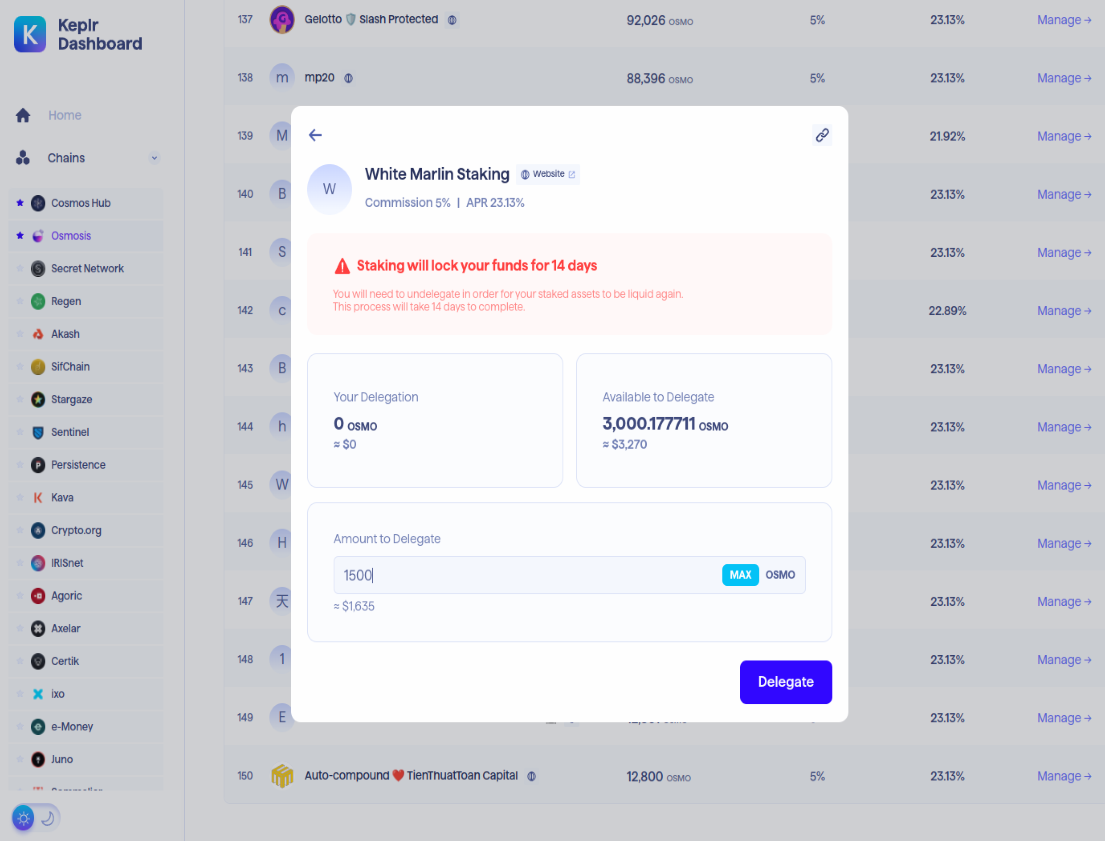 K Keplr
Dashboard
Home
Chains
Cosmos Hub
Osmosis
Secret Network
Regen
Akash
SifChain
Stargaze
Sentinel
Persistence
Kava
Crypto.org
IRISnet
Agoric
Axelar
Certik
ixo
e-Money
Juno
137 Gelotto 🛡️ Slash Protected 92,026 OSMO 5% 23.13% Manage →
138 m mp20 88,396 OSMO 5% 23.13% Manage →
139 M 21.92% Manage →
140 B 23.13% Manage →
141 S 23.13% Manage →
142 c 22.89% Manage →
143 B 23.13% Manage →
144 h 23.13% Manage →
145 W 23.13% Manage →
146 H 23.13% Manage →
147 天 23.13% Manage →
148 1 23.13% Manage →
149 E 23.13% Manage →
150 Auto-compound ❤️ TienThuatToan Capital 12,800 OSMO 5% 23.13% Manage →
W
White Marlin Staking Website
Commission 5% | APR 23.13%
Staking will lock your funds for 14 days
You will need to undelegate in order for your staked assets to be liquid again.
This process will take 14 days to complete.
Your Delegation
0 OSMO
≈ $0
Available to Delegate
3,000.177711 OSMO
≈ $3,270
Amount to Delegate
1500 MAX OSMO
≈ $1,635
Delegate